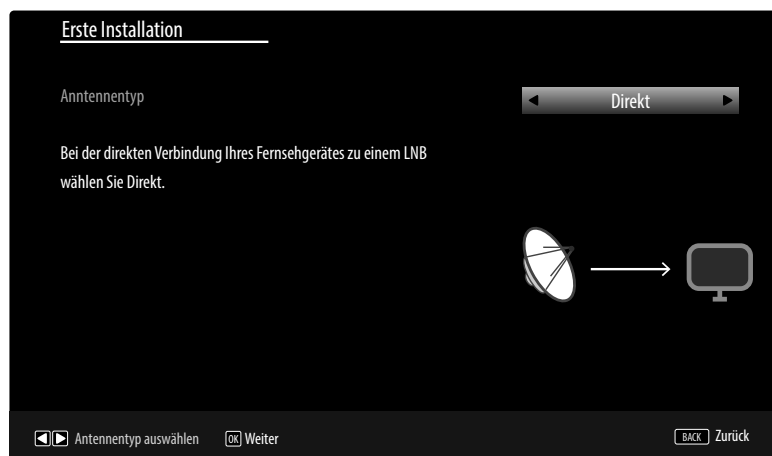 Erste Installation
Anntennentyp
Direkt
Bei der direkten Verbindung Ihres Fernsehgerätes zu einem LNB
wählen Sie Direkt.
Antennentyp auswählen OK Weiter BACK Zurück